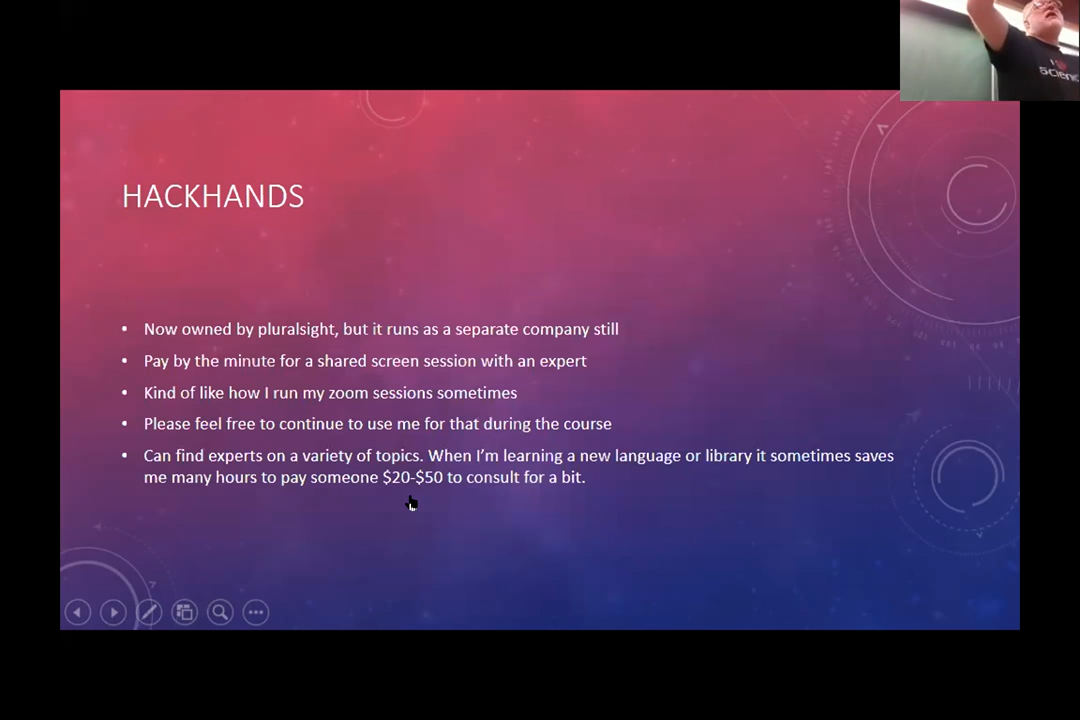 I
SCIENC
HACKHANDS
• Now owned by pluralsight, but it runs as a separate company still
• Pay by the minute for a shared screen session with an expert
• Kind of like how I run my zoom sessions sometimes
• Please feel free to continue to use me for that during the course
• Can find experts on a variety of topics. When I'm learning a new language or library it sometimes saves
me many hours to pay someone $20-$50 to consult for a bit.